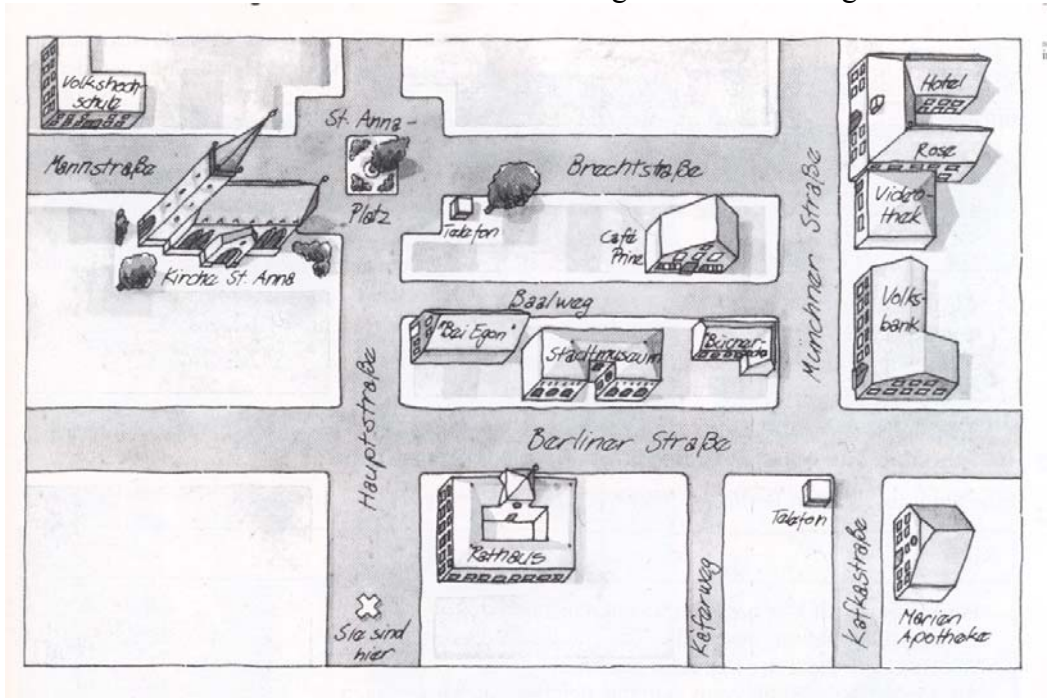 Volkshoch-
schule
Hotel
Rose
St. Anna-
Platz
Mannstraße
Brechtstaße
Münchner Straße
Video-
thek
Telefon
Café
Prinz
Kirche St. Anna
Baalweg
"Bei Egon"
Stadtmuseum
Bücher-
Volks-
bank
Hauptstraße
Berliner Straße
Rathaus
Telefon
Käferweg
Kafkastraße
Marien
Apotheke
Sie sind
hier